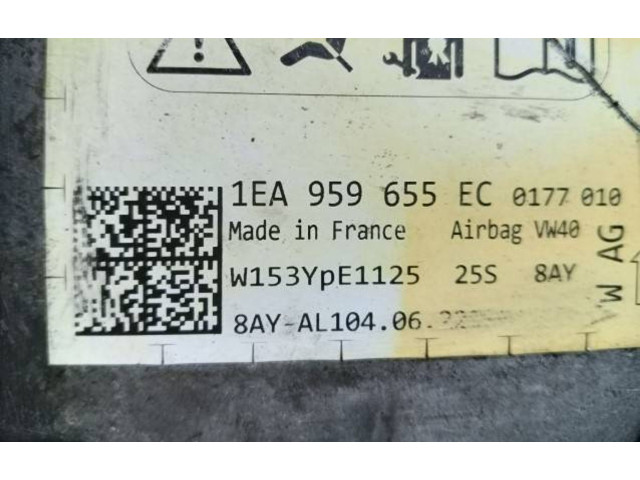 1EA 959 655 EC 0177 010
Made in France Airbag VW40
W153YpE1125 25S 8AY
8AY-AL104.06.
VW AG